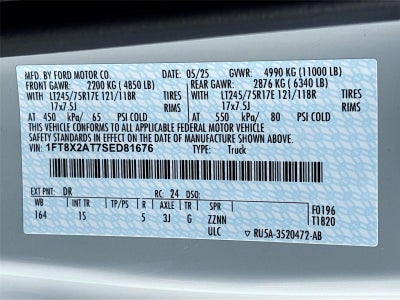 MFD. BY FORD MOTOR CO. 05/25 GVWR: 4990 KG (11000 LB)
FRONT GAWR: 2200 KG ( 4850 LB) REAR GAWR: 2876 KG ( 6340 LB)
WITH LT245/75R17E 121/118R TIRES WITH LT245/75R17E 121/118R TIRES
17x7.5J RIMS 17x7.5J RIMS
AT 450 kPa/ 65 PSI COLD AT 550 kPa/ 80 PSI COLD
THIS VEHICLE CONFORMS TO ALL APPLICABLE FEDERAL MOTOR VEHICLE
SAFETY STANDARDS IN EFFECT ON THE DATE OF MANUFACTURE SHOWN ABOVE.
VIN: 1FT8X2AT7SED81676 TYPE: Truck
EXT PNT: DR RC: 24 DSO:
WB INT TR TP/PS R AXLE TR SPR F0196
164 1S 5 3J G ZZNN T1820
ULC ▽ RU5A-3520472-AB